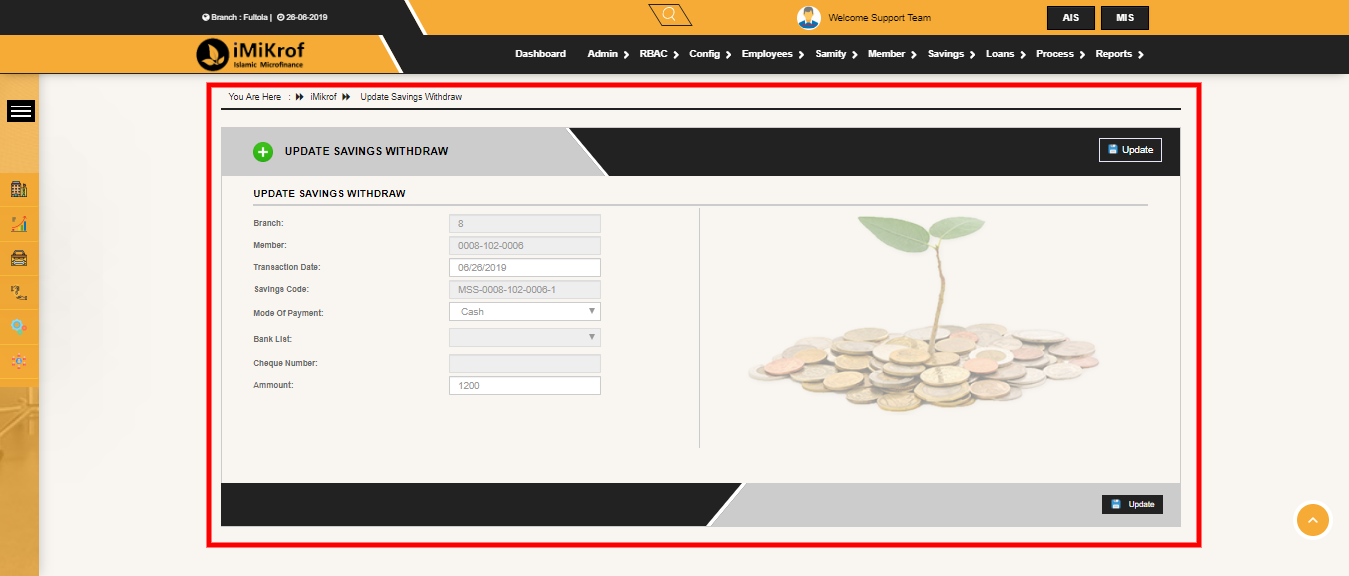 Branch : Fultola | 26-06-2019
Welcome Support Team
AIS MIS
iMiKrof
Islamic Microfinance
Dashboard Admin RBAC Config Employees Samity Member Savings Loans Process Reports
You Are Here : iMikrof Update Savings Withdraw
UPDATE SAVINGS WITHDRAW
Update
UPDATE SAVINGS WITHDRAW
Branch: 8
Member: 0008-102-0006
Transaction Date: 06/26/2019
Savings Code: MSS-0008-102-0006-1
Mode Of Payment: Cash
Bank List:
Cheque Number:
Ammount: 1200
Update